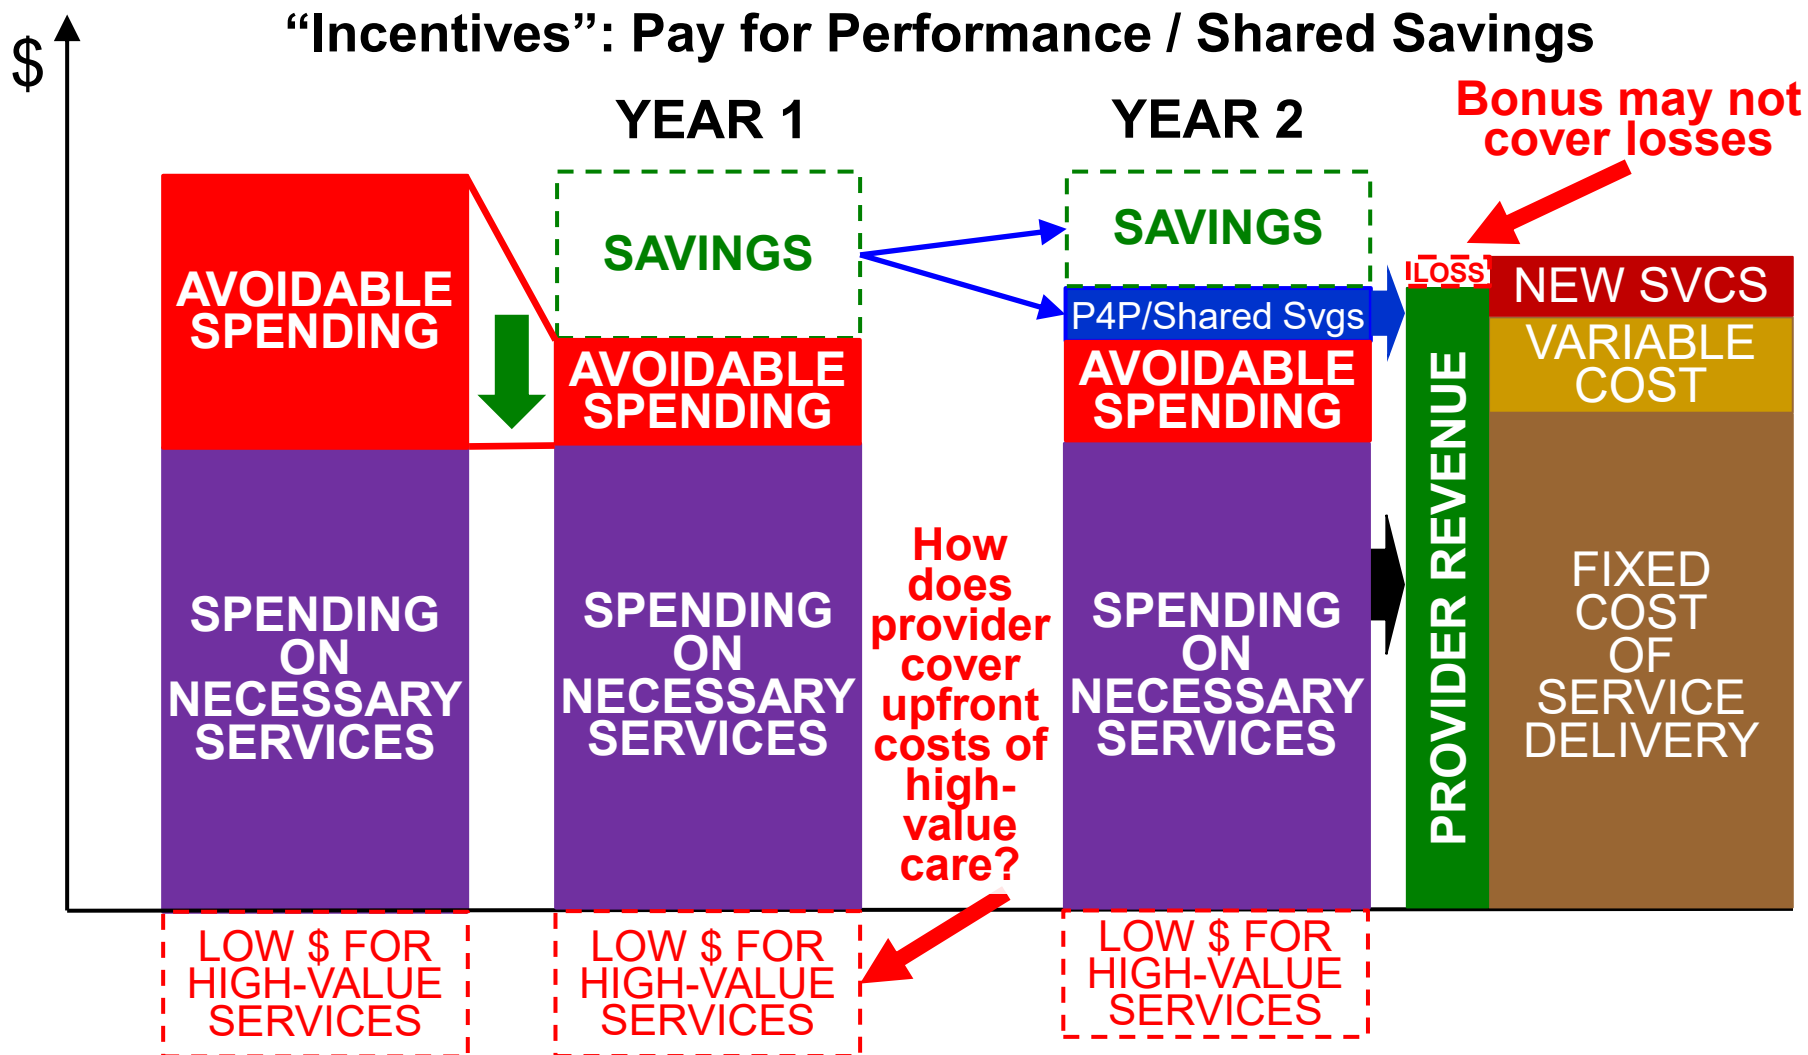 “Incentives”: Pay for Performance / Shared Savings
$
YEAR 1
YEAR 2
Bonus may not
cover losses
AVOIDABLE
SPENDING
SPENDING
ON
NECESSARY
SERVICES
LOW $ FOR
HIGH-VALUE
SERVICES
SAVINGS
AVOIDABLE
SPENDING
SPENDING
ON
NECESSARY
SERVICES
LOW $ FOR
HIGH-VALUE
SERVICES
How
does
provider
cover
upfront
costs of
high-
value
care?
SAVINGS
P4P/Shared Svgs
AVOIDABLE
SPENDING
SPENDING
ON
NECESSARY
SERVICES
LOW $ FOR
HIGH-VALUE
SERVICES
LOSS
PROVIDER REVENUE
NEW SVCS
VARIABLE
COST
FIXED
COST
OF
SERVICE
DELIVERY